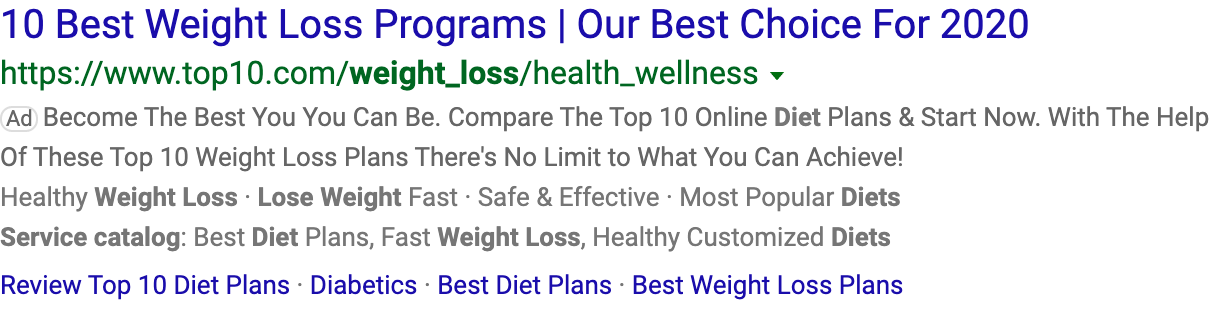 10 Best Weight Loss Programs | Our Best Choice For 2020
https://www.top10.com/weight_loss/health_wellness
Ad Become The Best You You Can Be. Compare The Top 10 Online Diet Plans & Start Now. With The Help
Of These Top 10 Weight Loss Plans There's No Limit to What You Can Achieve!
Healthy Weight Loss · Lose Weight Fast · Safe & Effective · Most Popular Diets
Service catalog: Best Diet Plans, Fast Weight Loss, Healthy Customized Diets
Review Top 10 Diet Plans · Diabetics · Best Diet Plans · Best Weight Loss Plans